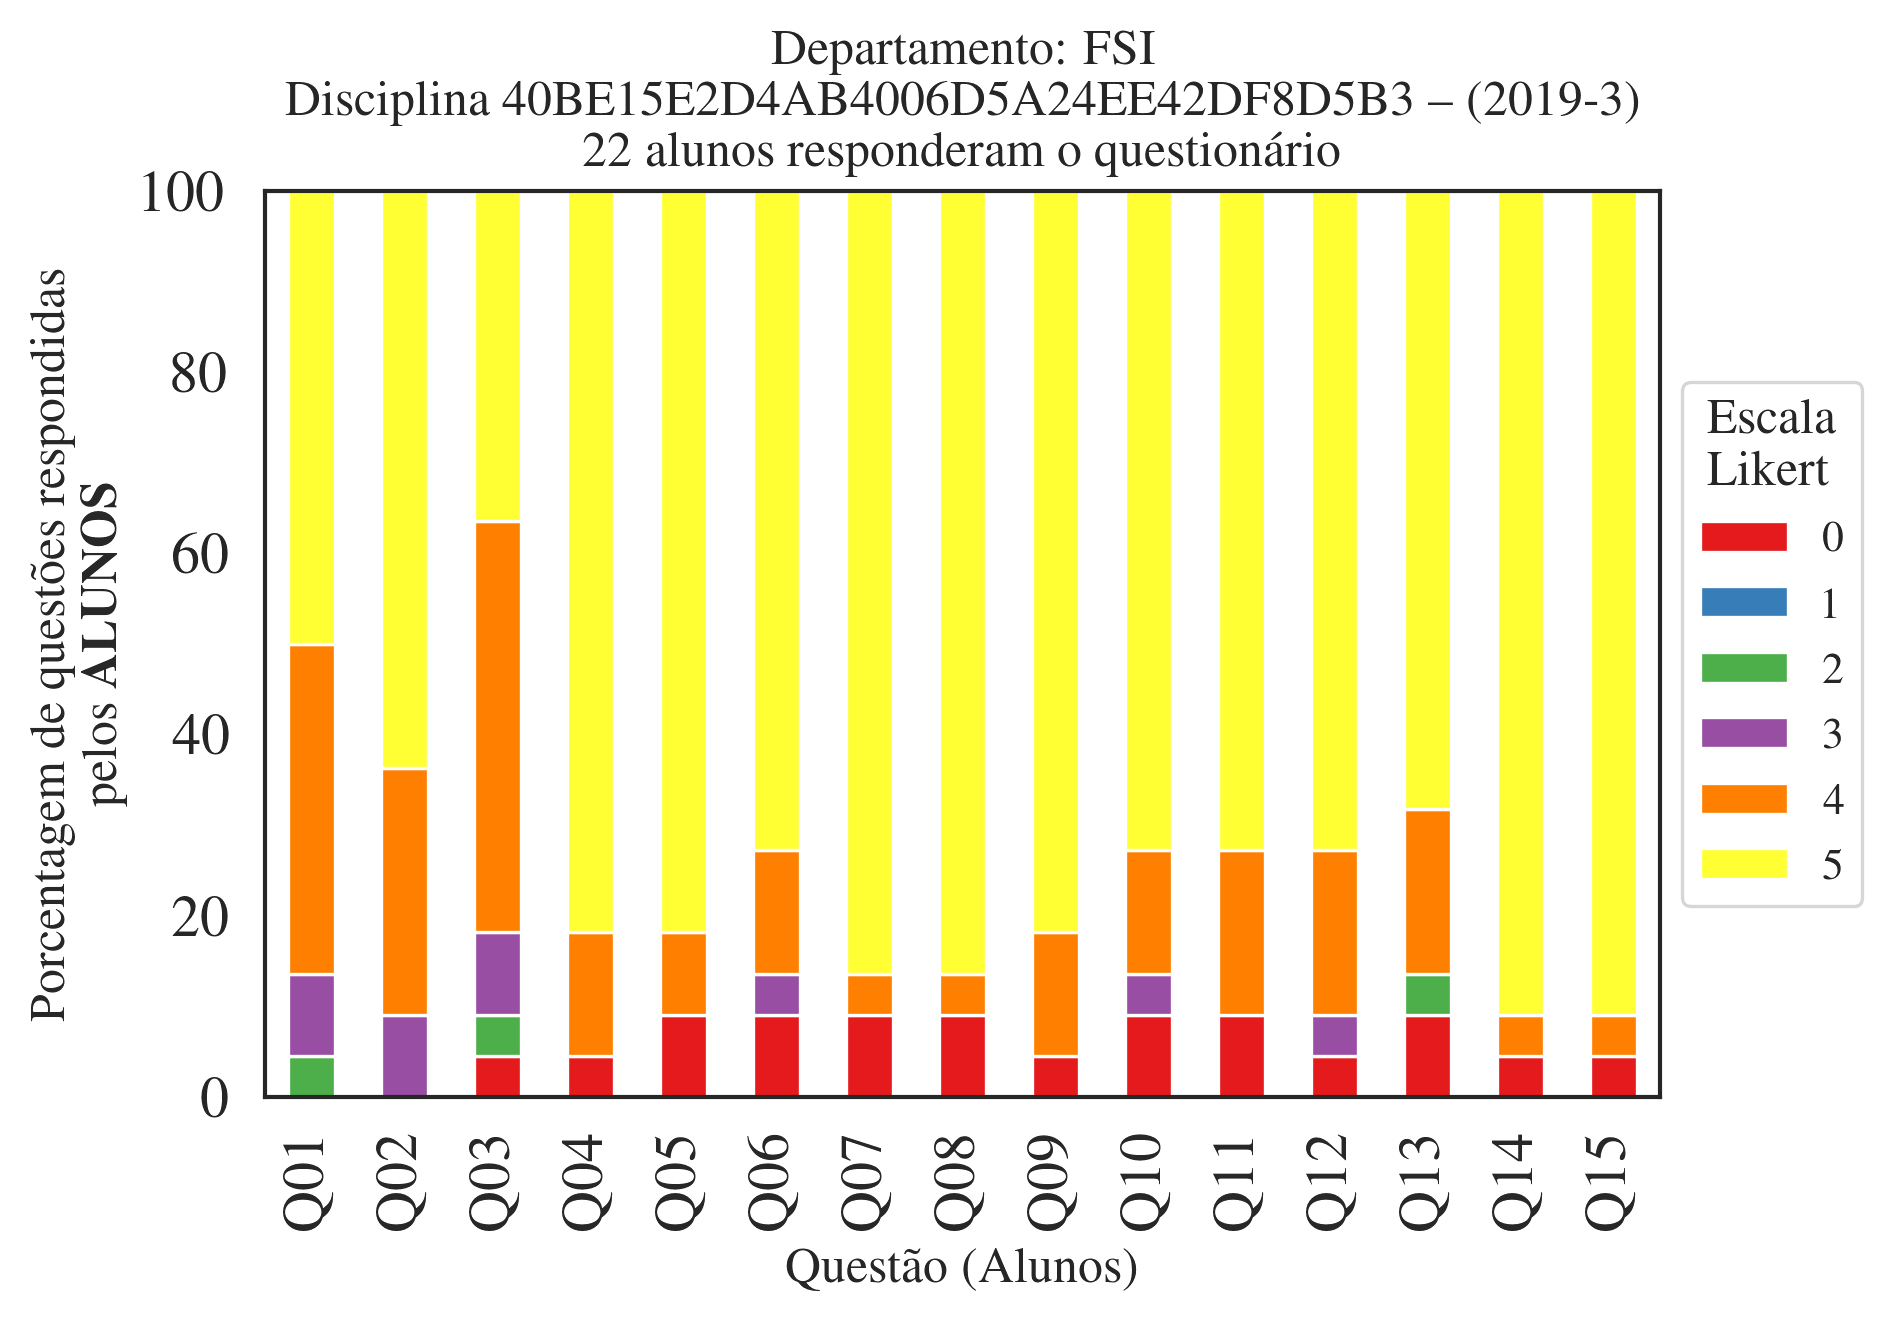 Departamento: FSI
Disciplina 40BE15E2D4AB4006D5A24EE42DF8D5B3 – (2019-3)
22 alunos responderam o questionário
Porcentagem de questões respondidas
pelos ALUNOS
100
80
60
40
20
0
Q01
Q02
Q03
Q04
Q05
Q06
Q07
Q08
Q09
Q10
Q11
Q12
Q13
Q14
Q15
Questão (Alunos)
Escala
Likert
0
1
2
3
4
5